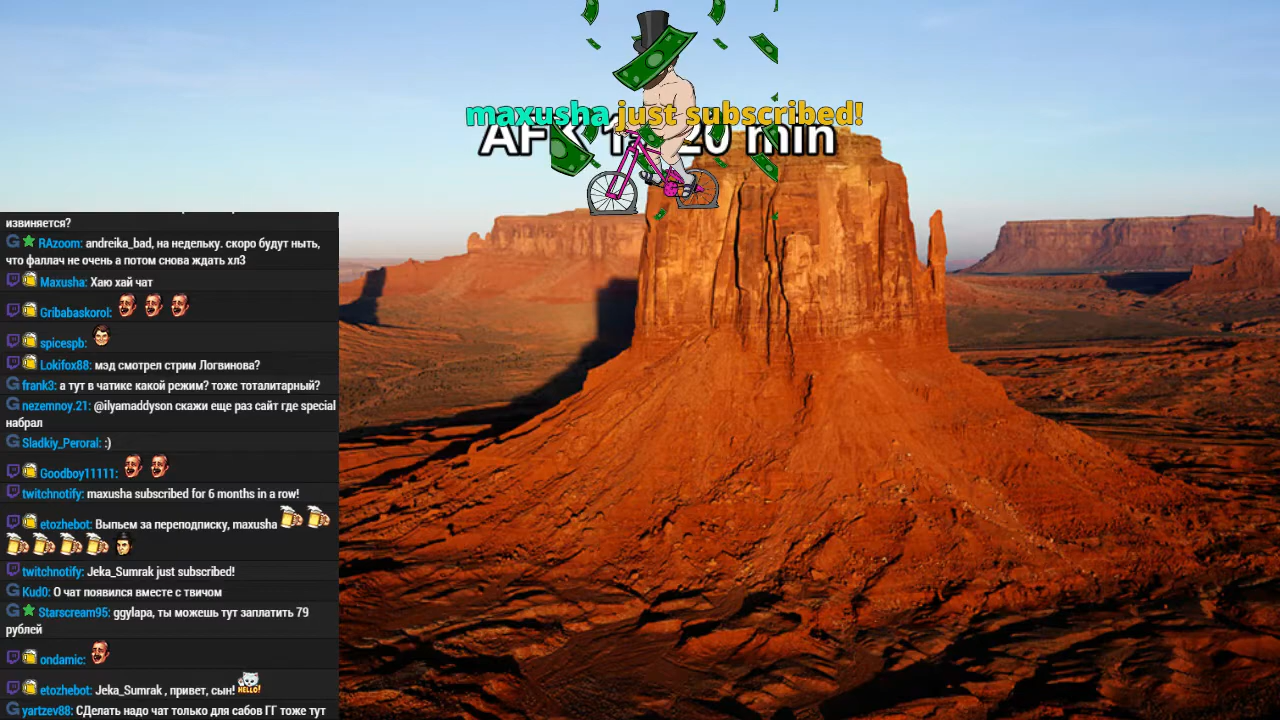 maxusha just subscribed!
AFK 20 min
извиняется?
RAzoom: andreika_bad, на недельку. скоро будут ныть,
что фаллач не очень а потом снова ждать хл3
Maxusha: Хаю хай чат
Gribabaskorol:
spicespb:
Lokifox88: мэд смотрел стрим Логвинова?
frank3: а тут в чатике какой режим? тоже тоталитарный?
nezemnoy.21: @ilyamaddyson скажи еще раз сайт где special
набрал
Sladkiy_Peroral: :)
Goodboy11111:
twitchnotify: maxusha subscribed for 6 months in a row!
etozhebot: Выпьем за переподписку, maxusha
twitchnotify: Jeka_Sumrak just subscribed!
Kud0: О чат появился вместе с твичом
Starscream95: ggylapa, ты можешь тут заплатить 79
рублей
ondamic:
etozhebot: Jeka_Sumrak , привет, сын! HELLO!
yartzev88: СДелать надо чат только для сабов ГГ тоже тут